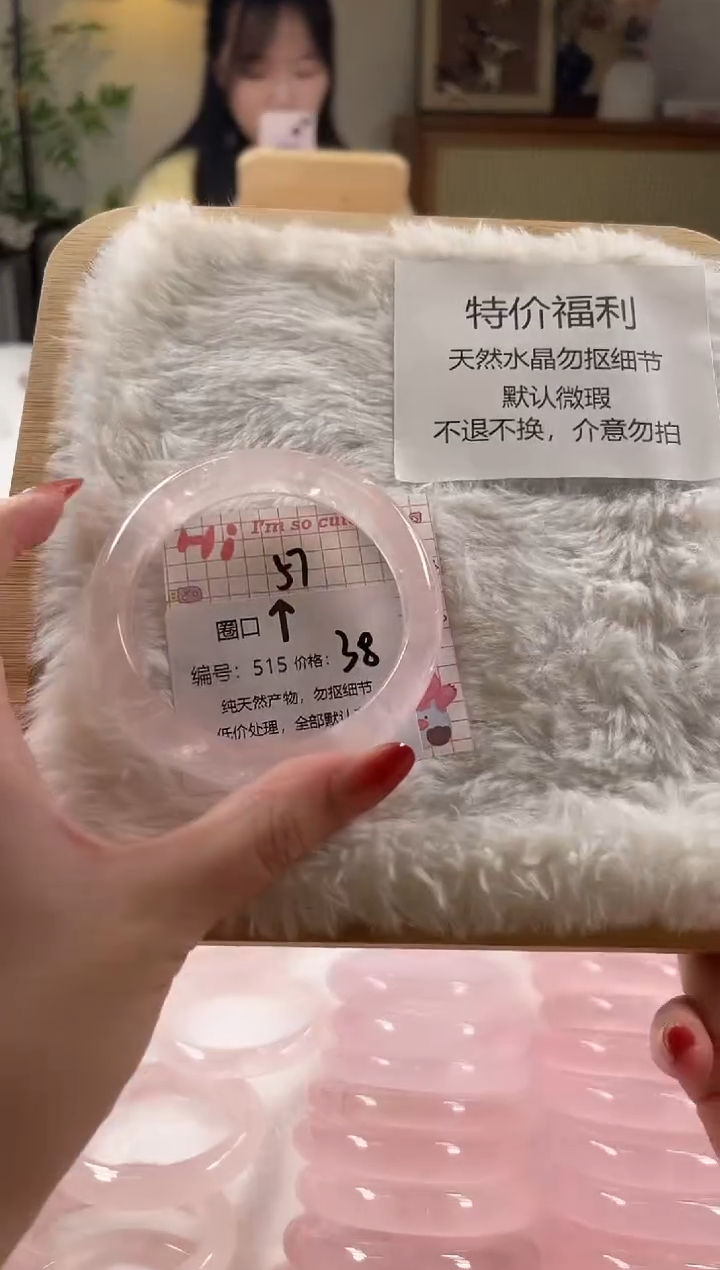 特价福利
天然水晶勿抠细节
默认微瑕
不退不换，介意勿拍
Hi I'm so
57
圈口↑
编号：515 价格：38
纯天然产物，勿抠细节
低价处理，全部默认